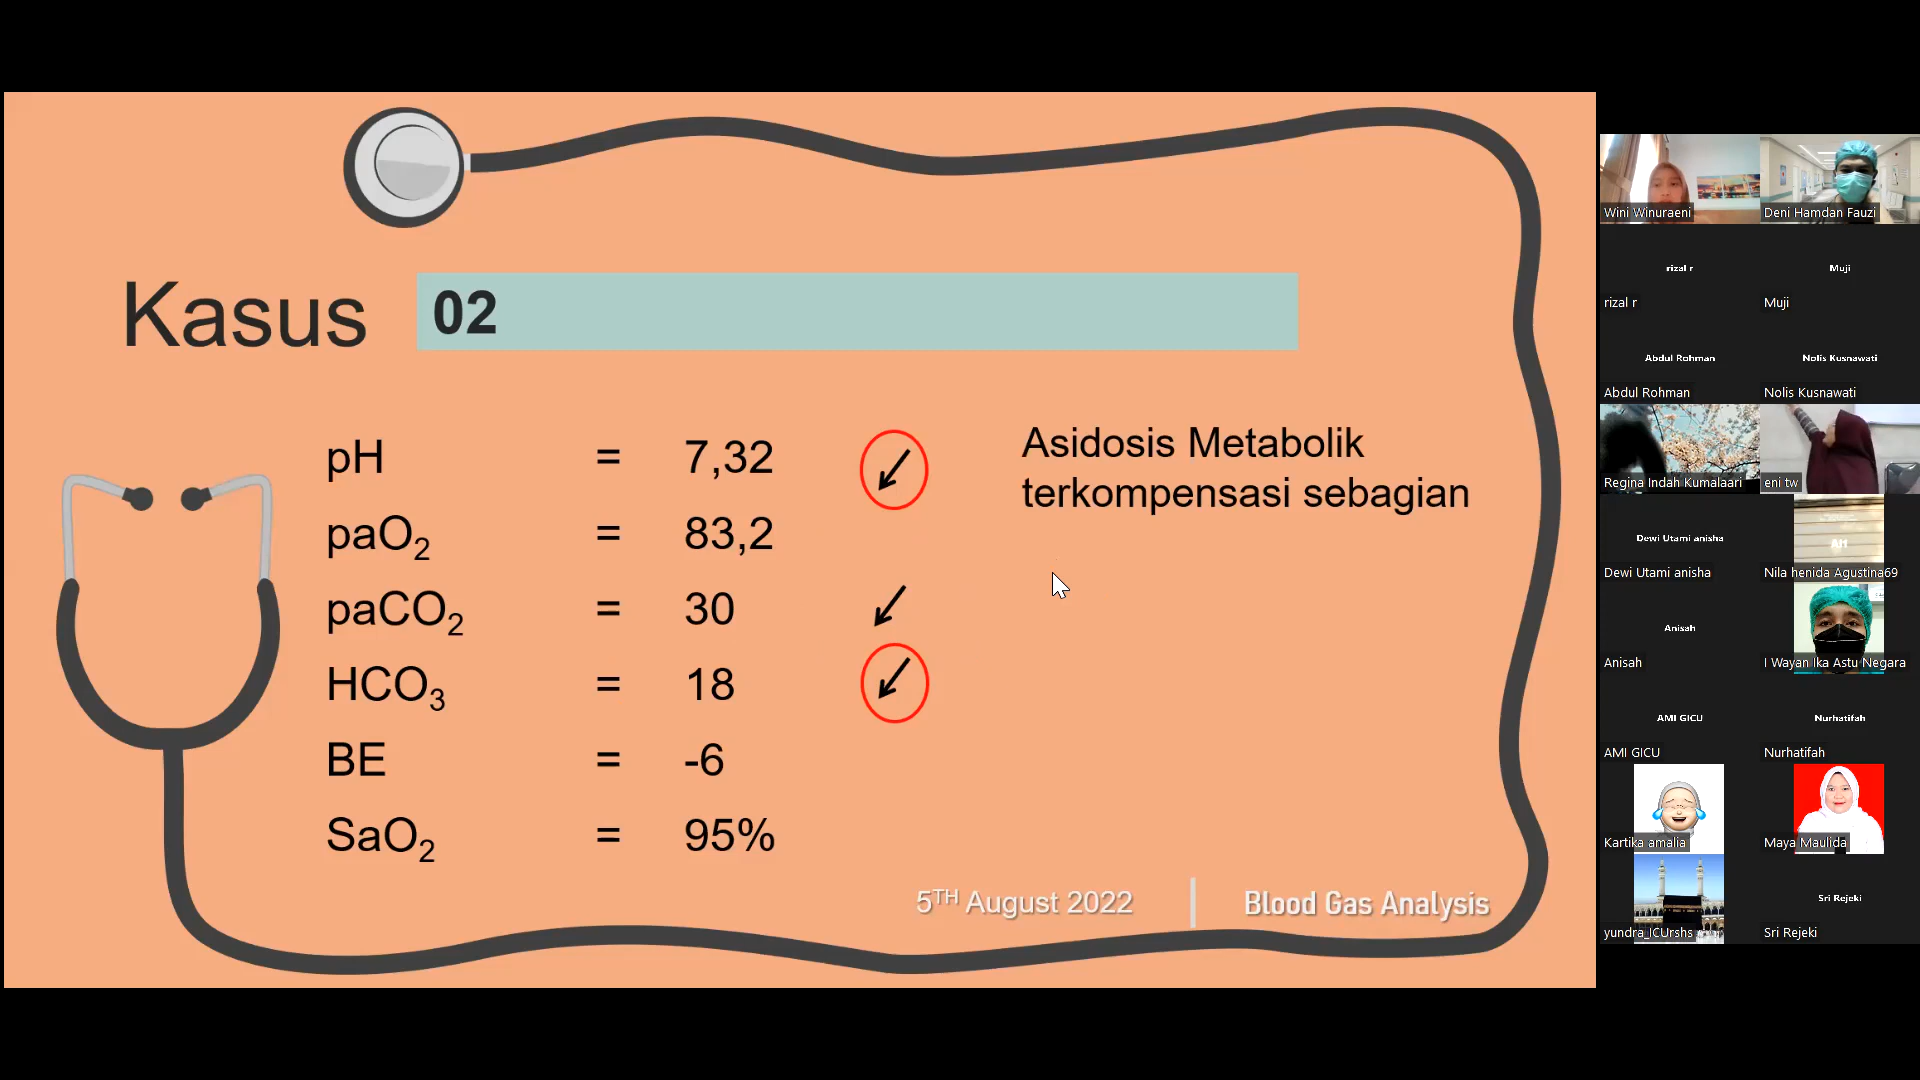 Kasus 02
pH = 7,32
paO2 = 83,2
paCO2 = 30
HCO3 = 18
BE = -6
SaO2 = 95%
Asidosis Metabolik
terkompensasi sebagian
5TH August 2022
Blood Gas Analysis
Wini Winuraeni
Deni Hamdan Fauzi
rizal r
rizal r
Muji
Muji
Abdul Rohman
Abdul Rohman
Nolis Kusnawati
Nolis Kusnawati
Regina Indah Kumalaari
eni tw
Dewi Utami anisha
Dewi Utami anisha
Nila henida Agustina69
Anisah
Anisah
I Wayan Ika Astu Negara
AMI GICU
AMI GICU
Nurhatifah
Nurhatifah
Kartika amalia
Maya Maulida
yundra_ICUrshs
Sri Rejeki
Sri Rejeki